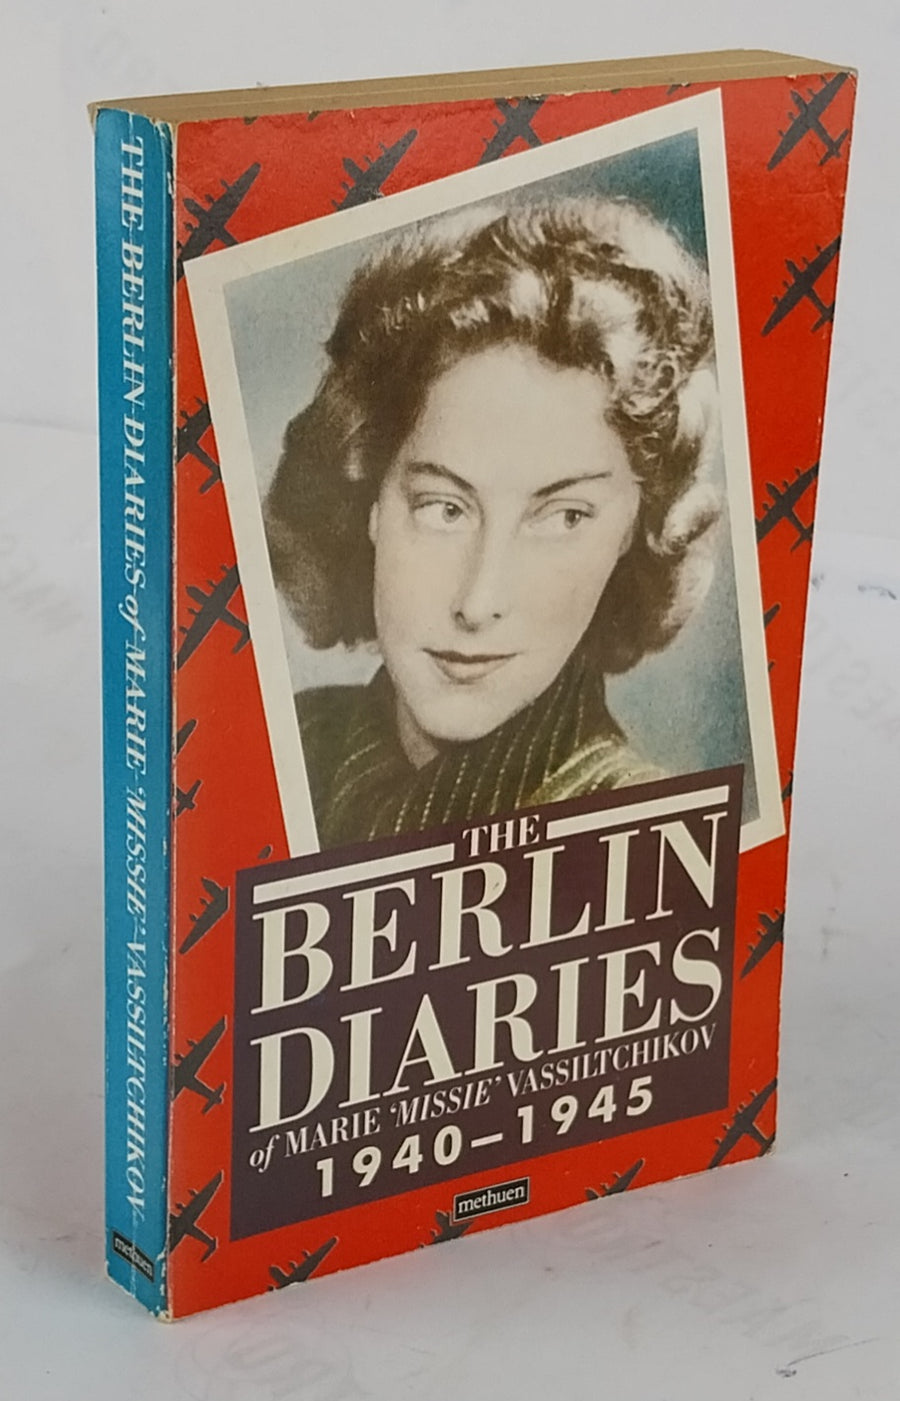 THE BERLIN DIARIES of MARIE 'MISSIE' VASSILTCHIKOV
methuen
THE
BERLIN
DIARIES
of MARIE 'MISSIE' VASSILTCHIKOV
1940–1945
methuen